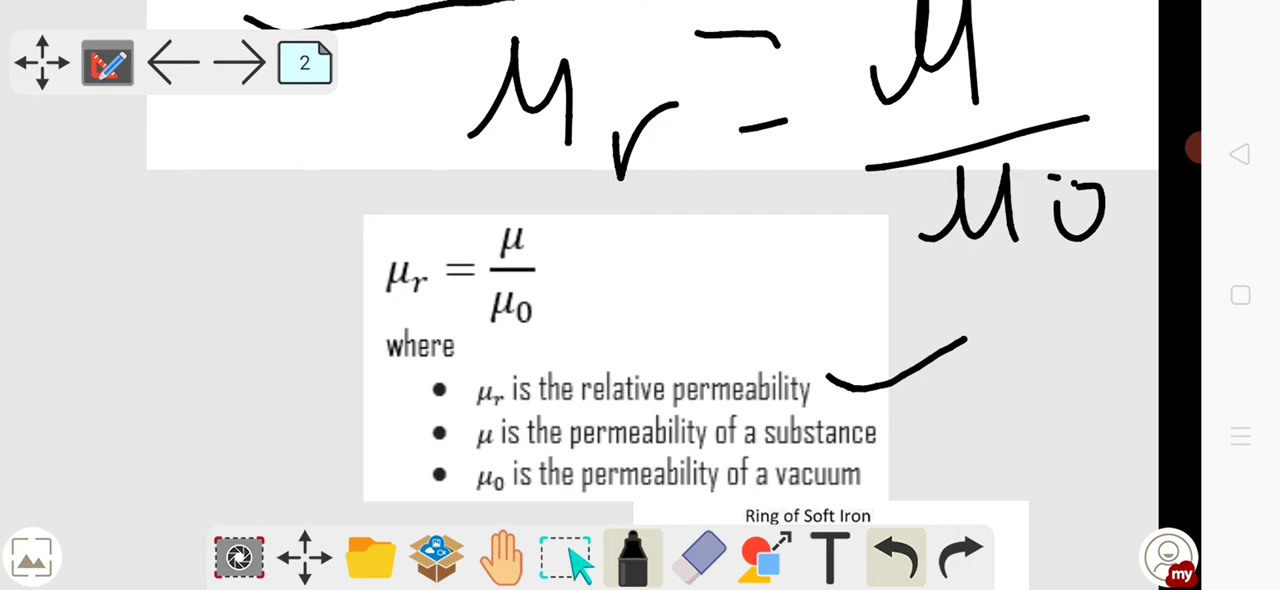 2
μr = μ/μ0
μr = μ/μ0
where
• μr is the relative permeability
• μ is the permeability of a substance
• μ0 is the permeability of a vacuum
Ring of Soft Iron
T
my